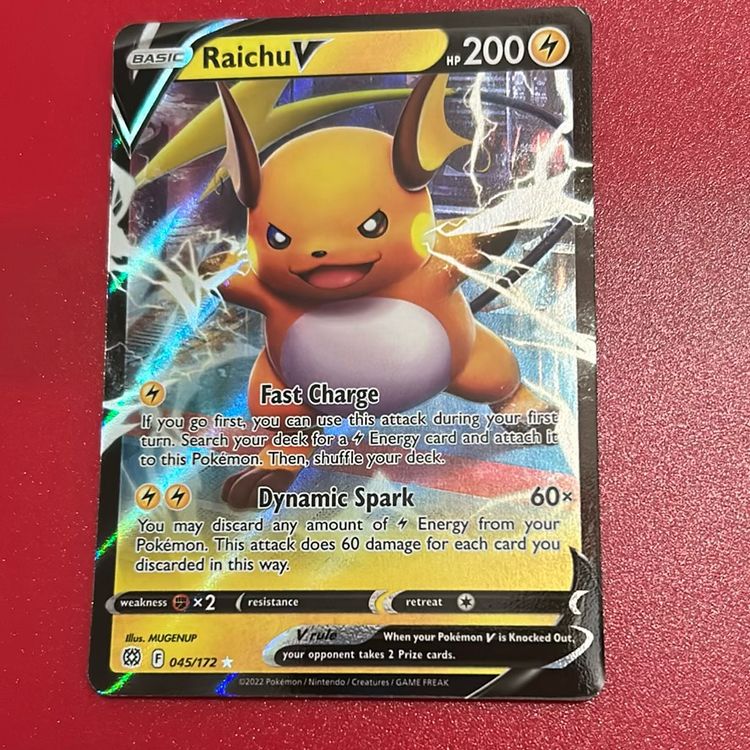 BASIC Raichu V HP 200
Fast Charge
If you go first, you can use this attack during your first
turn. Search your deck for a Energy card and attach it
to this Pokémon. Then, shuffle your deck.
Dynamic Spark 60×
You may discard any amount of Energy from your
Pokémon. This attack does 60 damage for each card you
discarded in this way.
weakness ×2 resistance retreat
Illus. MUGENUP
V rule When your Pokémon V is Knocked Out,
your opponent takes 2 Prize cards.
F 045/172
©2022 Pokémon / Nintendo / Creatures / GAME FREAK